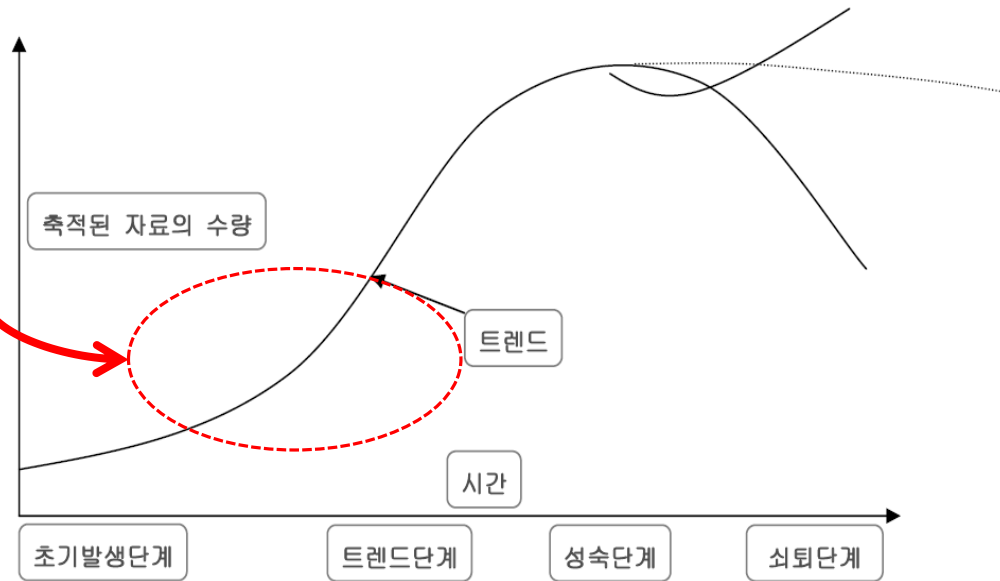 축적된 자료의 수량
트렌드
시간
초기발생단계
트렌드단계
성숙단계
쇠퇴단계